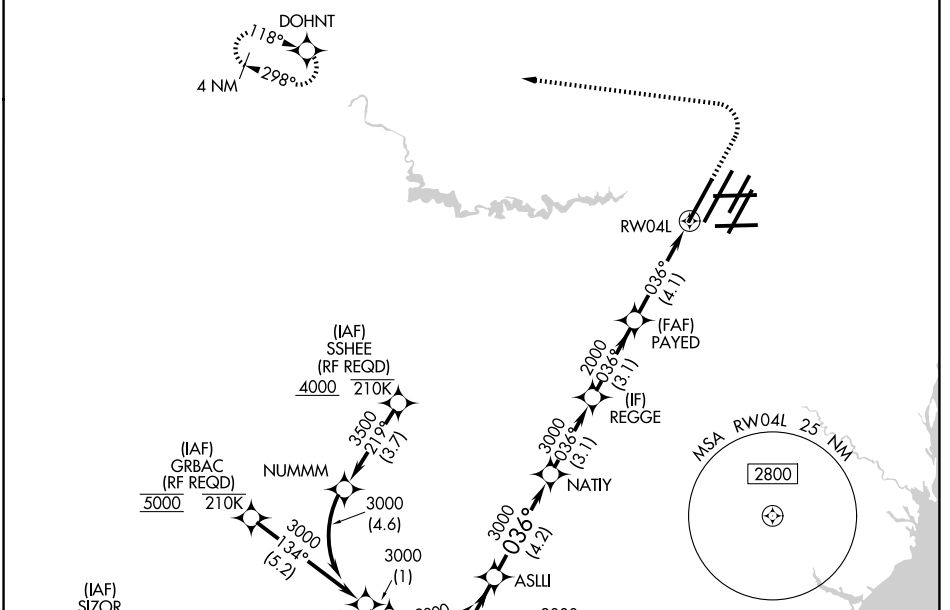 DOHNT
118°
298°
4 NM
RW04L
036°
(4.1)
(FAF)
PAYED
2000
036°
(3.1)
(IF)
REGGE
(IAF)
SSHEE
(RF REQD)
4000 210K
3500
219°
(3.7)
3000
036°
(3.1)
MSA RW04L 25 NM
2800
(IAF)
GRBAC
(RF REQD)
5000 210K
NUMMM
NATIY
3000
(4.6)
3000
134°
(5.2)
3000
036°
(4.2)
3000
(1)
ASLLI
(IAF)
SIZOR